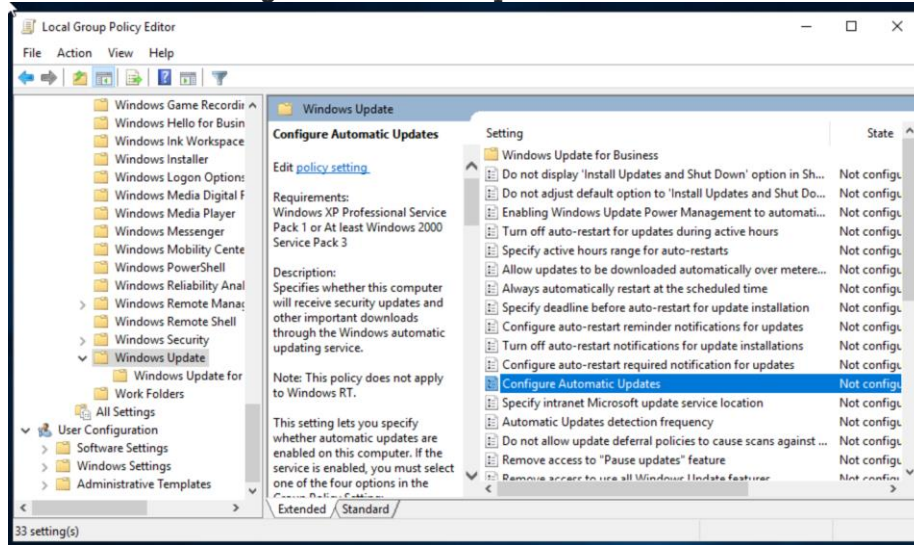 Local Group Policy Editor
File Action View Help
Windows Game Recordin
Windows Hello for Busin
Windows Ink Workspace
Windows Installer
Windows Logon Options
Windows Media Digital R
Windows Media Player
Windows Messenger
Windows Mobility Cente
Windows PowerShell
Windows Reliability Anal
Windows Remote Manag
Windows Remote Shell
Windows Security
Windows Update
Windows Update for
Work Folders
All Settings
User Configuration
Software Settings
Windows Settings
Administrative Templates
Windows Update
Configure Automatic Updates
Edit policy setting
Requirements:
Windows XP Professional Service
Pack 1 or At least Windows 2000
Service Pack 3
Description:
Specifies whether this computer
will receive security updates and
other important downloads
through the Windows automatic
updating service.
Note: This policy does not apply
to Windows RT.
This setting lets you specify
whether automatic updates are
enabled on this computer. If the
service is enabled, you must select
one of the four options in the
Group Policy Setting:
Setting State
Windows Update for Business
Do not display 'Install Updates and Shut Down' option in Sh... Not configu
Do not adjust default option to 'Install Updates and Shut Do... Not configu
Enabling Windows Update Power Management to automati... Not configu
Turn off auto-restart for updates during active hours Not configu
Specify active hours range for auto-restarts Not configu
Allow updates to be downloaded automatically over metere... Not configu
Always automatically restart at the scheduled time Not configu
Specify deadline before auto-restart for update installation Not configu
Configure auto-restart reminder notifications for updates Not configu
Turn off auto-restart notifications for update installations Not configu
Configure auto-restart required notification for updates Not configu
Configure Automatic Updates Not configu
Specify intranet Microsoft update service location Not configu
Automatic Updates detection frequency Not configu
Do not allow update deferral policies to cause scans against ... Not configu
Remove access to "Pause updates" feature Not configu
Remove access to use all Windows Update features Not configu
Extended Standard
33 setting(s)